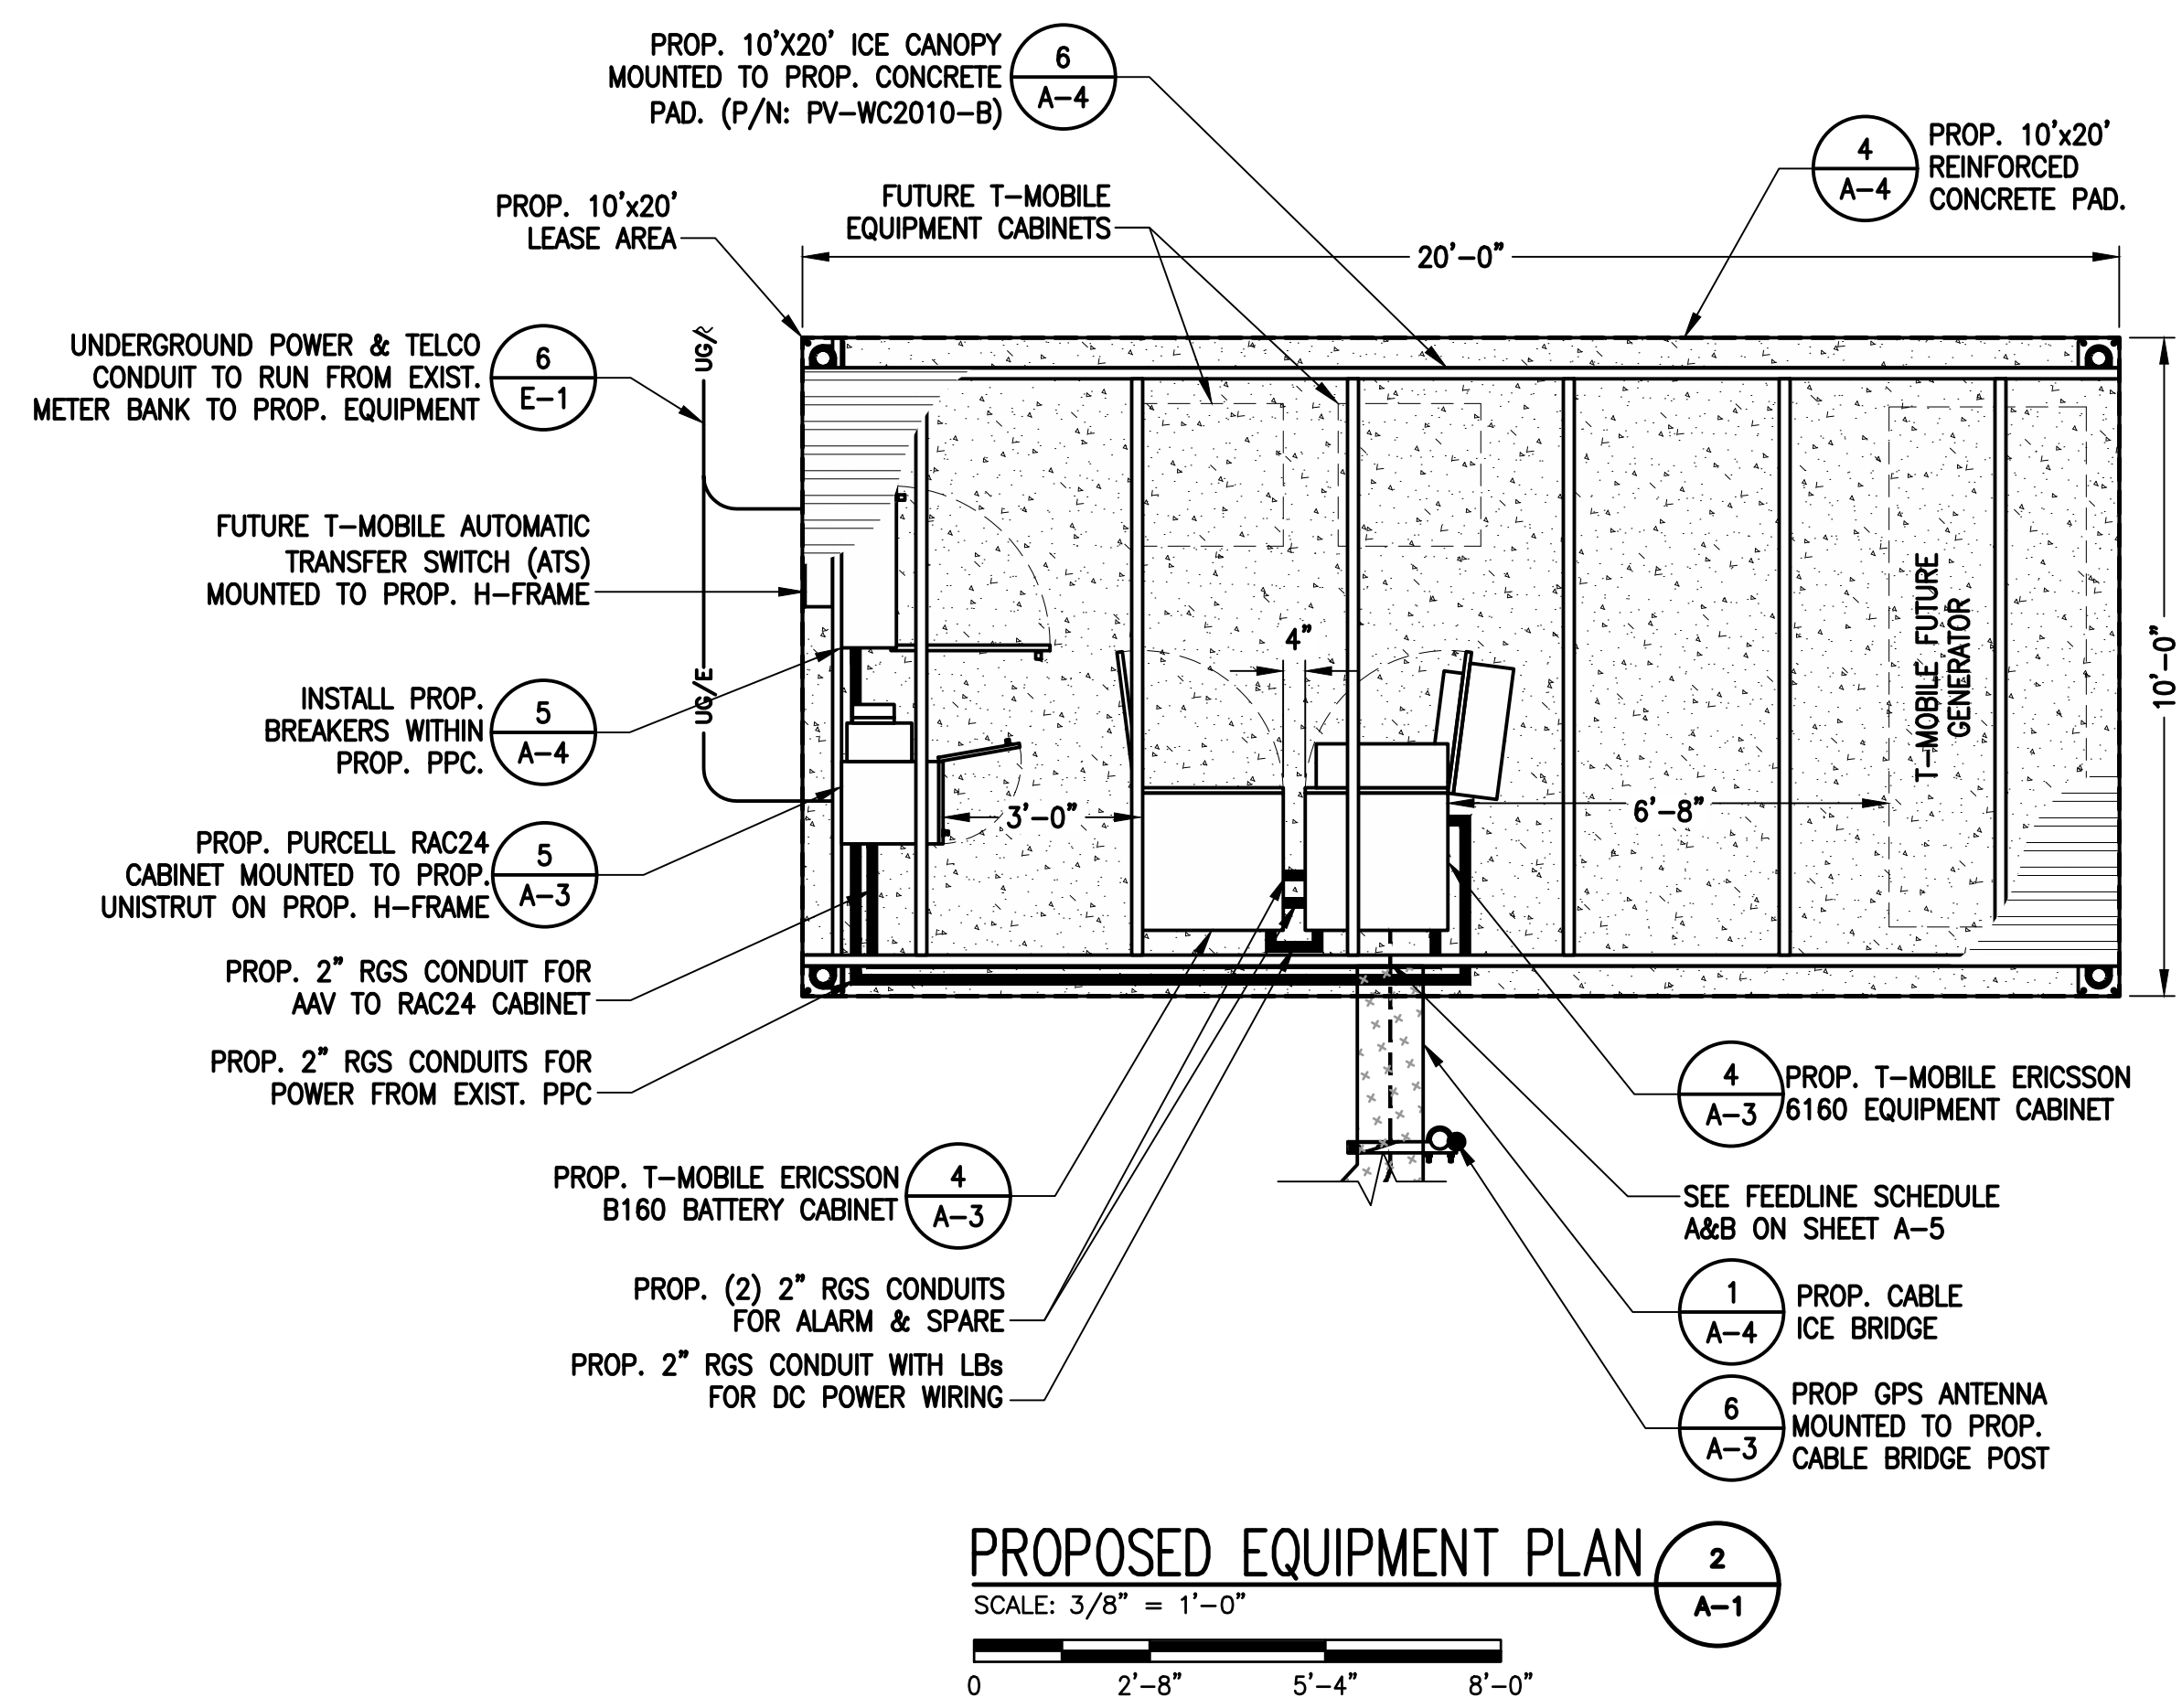 PROP. 10'X20' ICE CANOPY
MOUNTED TO PROP. CONCRETE
PAD. (P/N: PV-WC2010-B)
6
A-4
4
A-4
PROP. 10'x20'
REINFORCED
CONCRETE PAD.
PROP. 10'x20'
LEASE AREA
FUTURE T-MOBILE
EQUIPMENT CABINETS
20'-0"
UNDERGROUND POWER & TELCO
CONDUIT TO RUN FROM EXIST.
METER BANK TO PROP. EQUIPMENT
6
E-1
UG/
FUTURE T-MOBILE AUTOMATIC
TRANSFER SWITCH (ATS)
MOUNTED TO PROP. H-FRAME
UG/E
INSTALL PROP.
BREAKERS WITHIN
PROP. PPC.
5
A-4
4"
T-MOBILE FUTURE
GENERATOR
10'-0"
3'-0"
6'-8"
PROP. PURCELL RAC24
CABINET MOUNTED TO PROP.
UNISTRUT ON PROP. H-FRAME
5
A-3
PROP. 2" RGS CONDUIT FOR
AAV TO RAC24 CABINET
PROP. 2" RGS CONDUITS FOR
POWER FROM EXIST. PPC
4
A-3
PROP. T-MOBILE ERICSSON
6160 EQUIPMENT CABINET
PROP. T-MOBILE ERICSSON
B160 BATTERY CABINET
4
A-3
SEE FEEDLINE SCHEDULE
A&B ON SHEET A-5
PROP. (2) 2" RGS CONDUITS
FOR ALARM & SPARE
1
A-4
PROP. CABLE
ICE BRIDGE
PROP. 2" RGS CONDUIT WITH LBs
FOR DC POWER WIRING
6
A-3
PROP GPS ANTENNA
MOUNTED TO PROP.
CABLE BRIDGE POST
PROPOSED EQUIPMENT PLAN
2
A-1
SCALE: 3/8" = 1'-0"
0 2'-8" 5'-4" 8'-0"